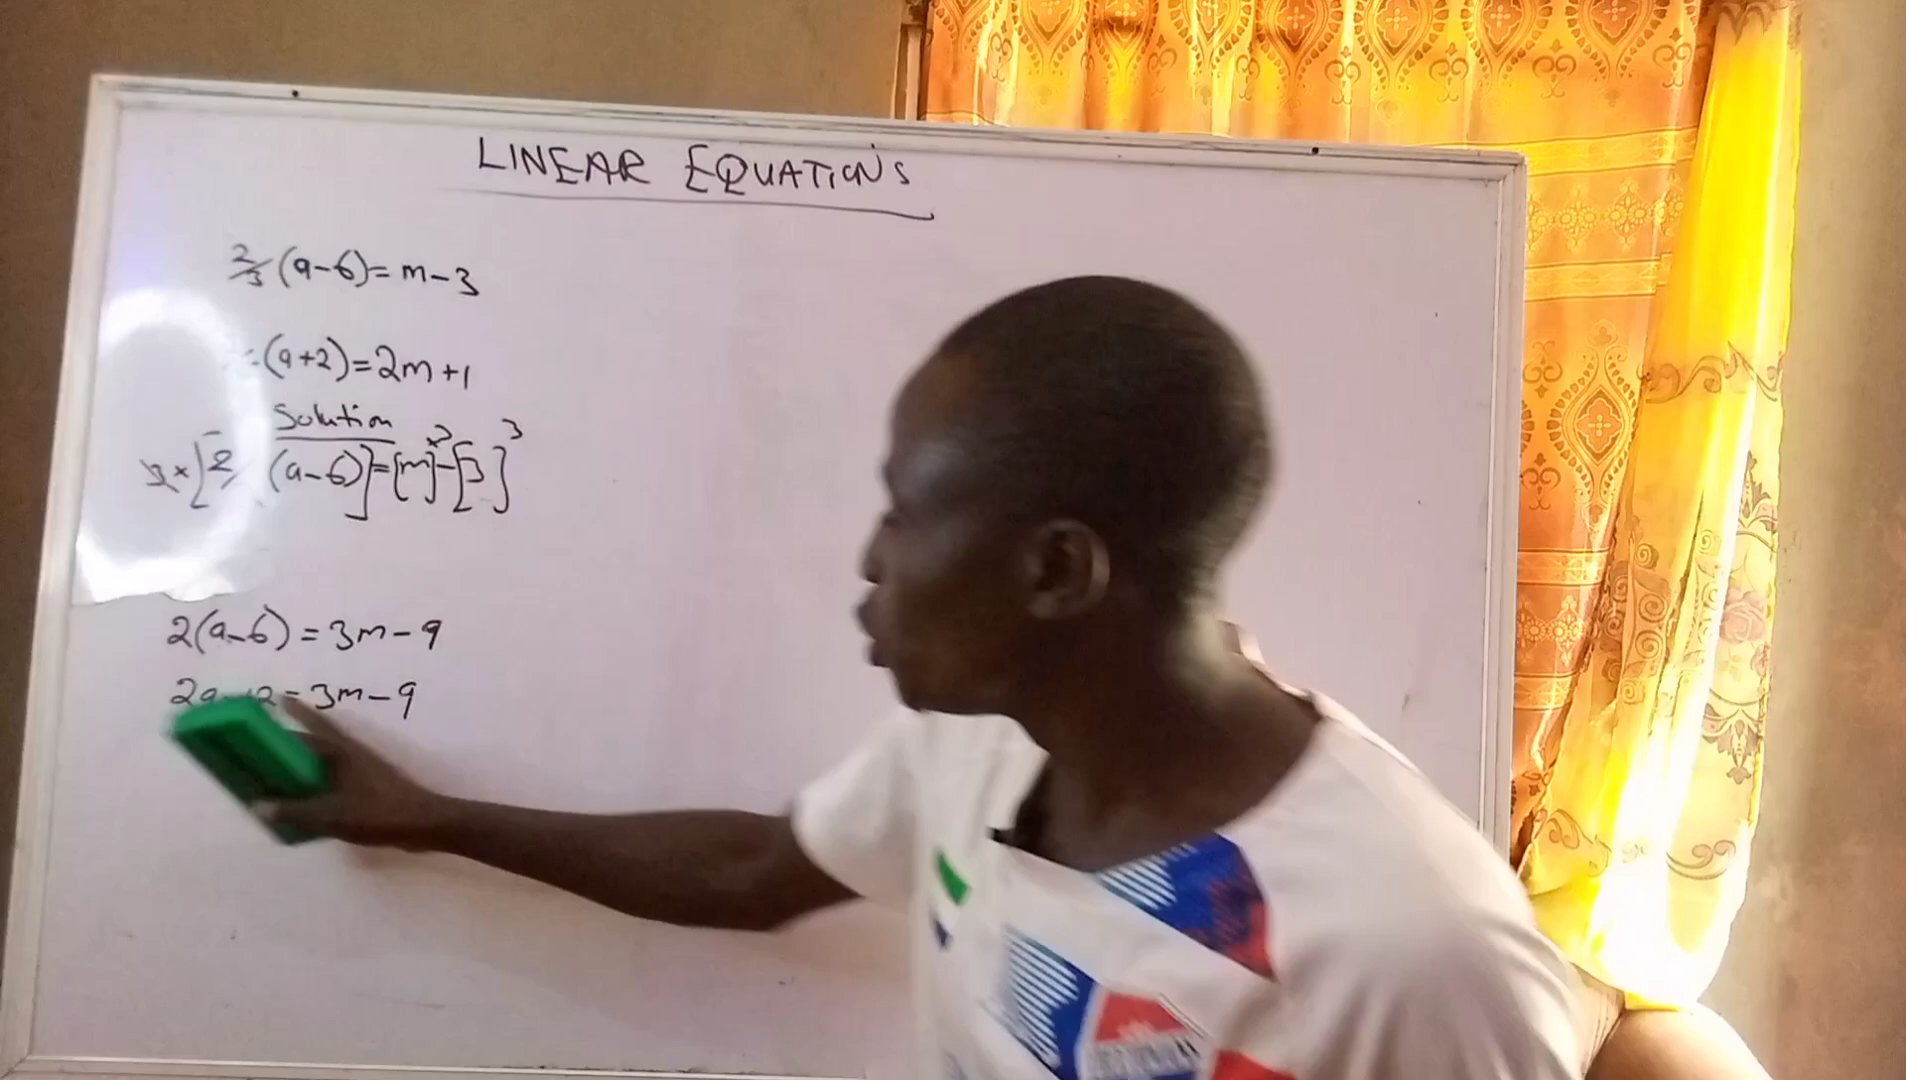 LINEAR EQUATIONS
2/3 (a-6) = m-3
(a+2) = 2m+1
Solution
3× [2/ (a-6)] = [m]×3 - [3]3
2(a-6) = 3m-9
2a-12 = 3m-9